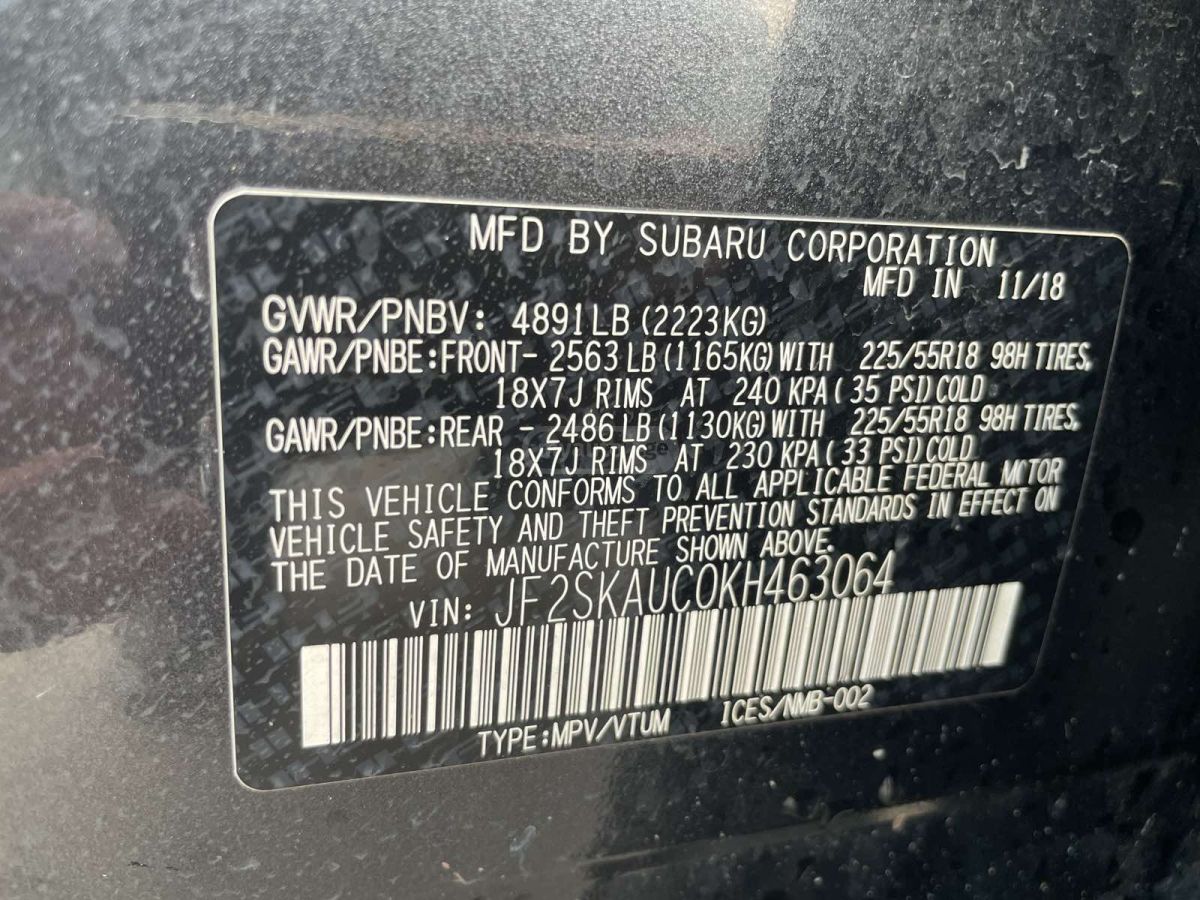 MFD BY SUBARU CORPORATION
MFD IN 11/18
GVWR/PNBV: 4891LB (2223KG)
GAWR/PNBE:FRONT- 2563 LB (1165KG) WITH 225/55R18 98H TIRES,
18X7J RIMS AT 240 KPA ( 35 PSI) COLD
GAWR/PNBE:REAR - 2486 LB (1130KG) WITH 225/55R18 98H TIRES,
18X7J RIMS AT 230 KPA (33 PSI) COLD
THIS VEHICLE CONFORMS TO ALL APPLICABLE FEDERAL MOTOR
VEHICLE SAFETY AND THEFT PREVENTION STANDARDS IN EFFECT ON
THE DATE OF MANUFACTURE SHOWN ABOVE.
VIN: JF2SKAUC0KH463064
TYPE:MPV/VTUM ICES/NMB-002